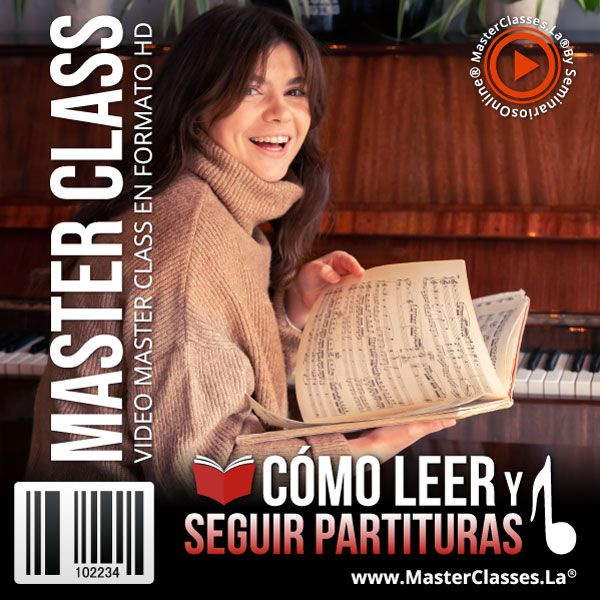 MASTER CLASS
VIDEO MASTER CLASS EN FORMATO HD
MasterClasses.La®By SeminariosOnline®
CÓMO LEER Y
SEGUIR PARTITURAS
102234
www.MasterClasses.La®